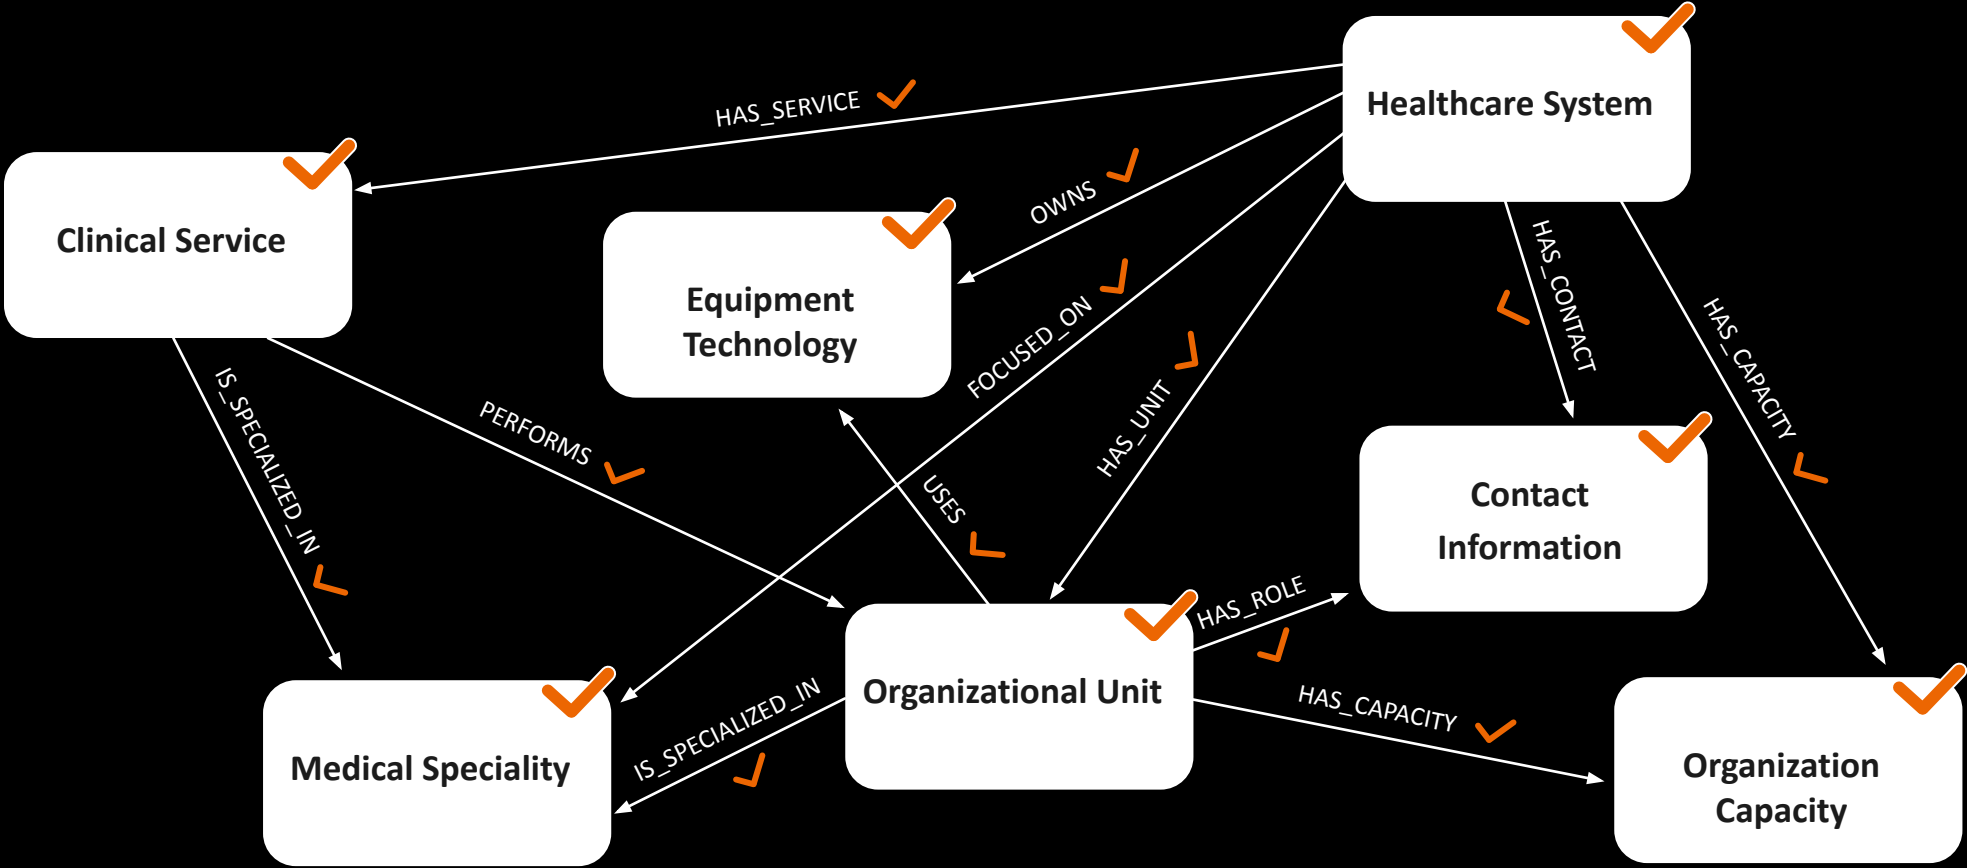 Healthcare System
HAS_SERVICE
Clinical Service
OWNS
Equipment
Technology
FOCUSED_ON
HAS_UNIT
HAS_CONTACT
HAS_CAPACITY
IS_SPECIALIZED_IN
PERFORMS
USES
Contact
Information
HAS_ROLE
Organizational Unit
IS_SPECIALIZED_IN
HAS_CAPACITY
Medical Speciality
Organization
Capacity